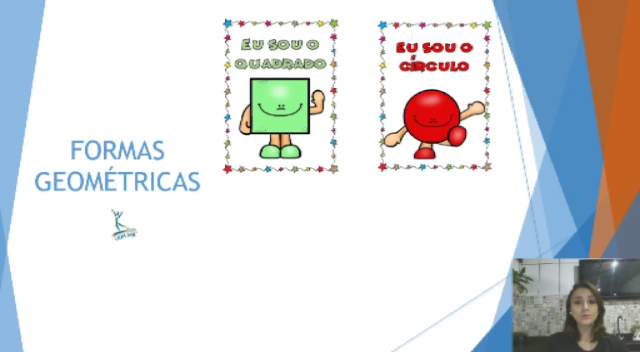 FORMAS
GEOMÉTRICAS
EU SOU O
QUADRADO
EU SOU O
CÍRCULO